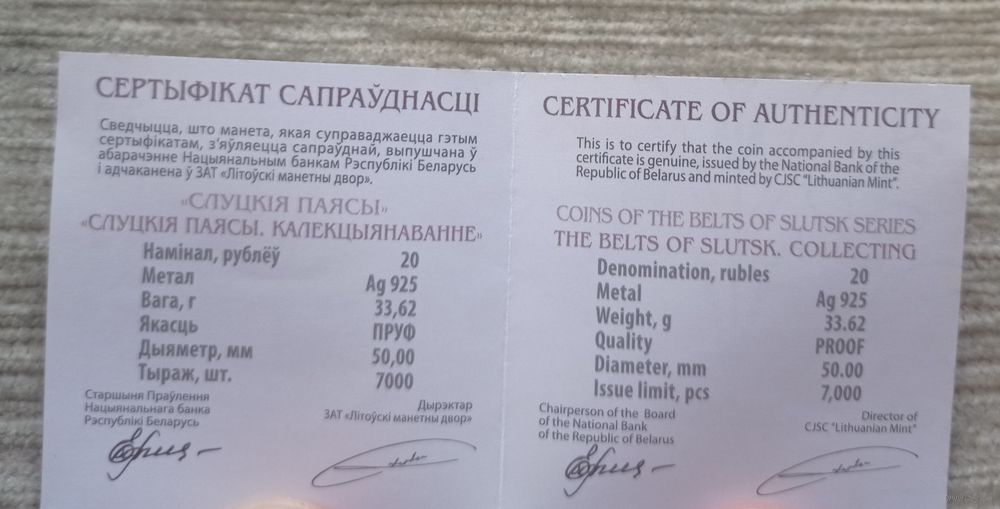 СЕРТЫФІКАТ САПРАЎДНАСЦІ
Сведчыцца, што манета, якая суправаджаецца гэтым
сертыфікатам, з'яўляецца сапраўднай, выпушчана ў
абарачэнне Нацыянальным банкам Рэспублікі Беларусь
і адчаканена ў ЗАТ «Літоўскі манетны двор».
«СЛУЦКІЯ ПАЯСЫ»
«СЛУЦКІЯ ПАЯСЫ. КАЛЕКЦЫЯНАВАННЕ»
Намінал, рублёў 20
Метал Ag 925
Вага, г 33,62
Якасць ПРУФ
Дыяметр, мм 50,00
Тыраж, шт. 7000
Старшыня Праўлення
Нацыянальнага банка
Рэспублікі Беларусь
Дырэктар
ЗАТ «Літоўскі манетны двор»
CERTIFICATE OF AUTHENTICITY
This is to certify that the coin accompanied by this
certificate is genuine, issued by the National Bank of the
Republic of Belarus and minted by CJSC "Lithuanian Mint".
COINS OF THE BELTS OF SLUTSK SERIES
THE BELTS OF SLUTSK. COLLECTING
Denomination, rubles 20
Metal Ag 925
Weight, g 33.62
Quality PROOF
Diameter, mm 50.00
Issue limit, pcs 7,000
Chairperson of the Board
of the National Bank
of the Republic of Belarus
Director of
CJSC "Lithuanian Mint"